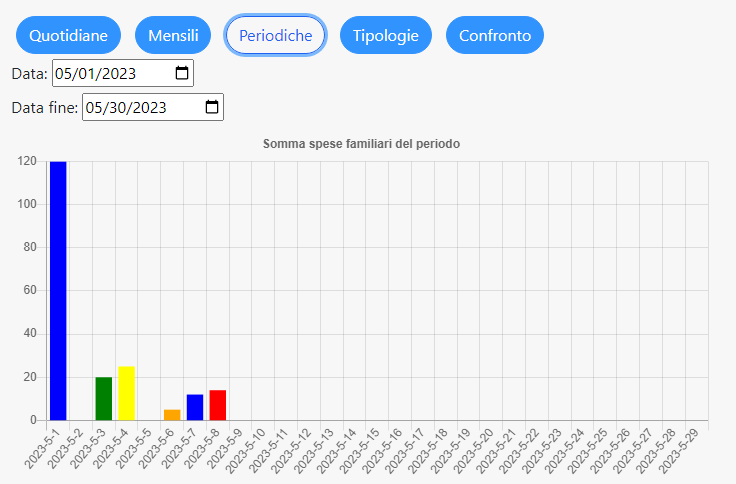 Quotidiane Mensili Periodiche Tipologie Confronto
Data: 05/01/2023
Data fine: 05/30/2023
Somma spese familiari del periodo
120
100
80
60
40
20
0
2023-5-1 2023-5-2 2023-5-3 2023-5-4 2023-5-5 2023-5-6 2023-5-7 2023-5-8 2023-5-9 2023-5-10 2023-5-11 2023-5-12 2023-5-13 2023-5-14 2023-5-15 2023-5-16 2023-5-17 2023-5-18 2023-5-19 2023-5-20 2023-5-21 2023-5-22 2023-5-23 2023-5-24 2023-5-25 2023-5-26 2023-5-27 2023-5-28 2023-5-29